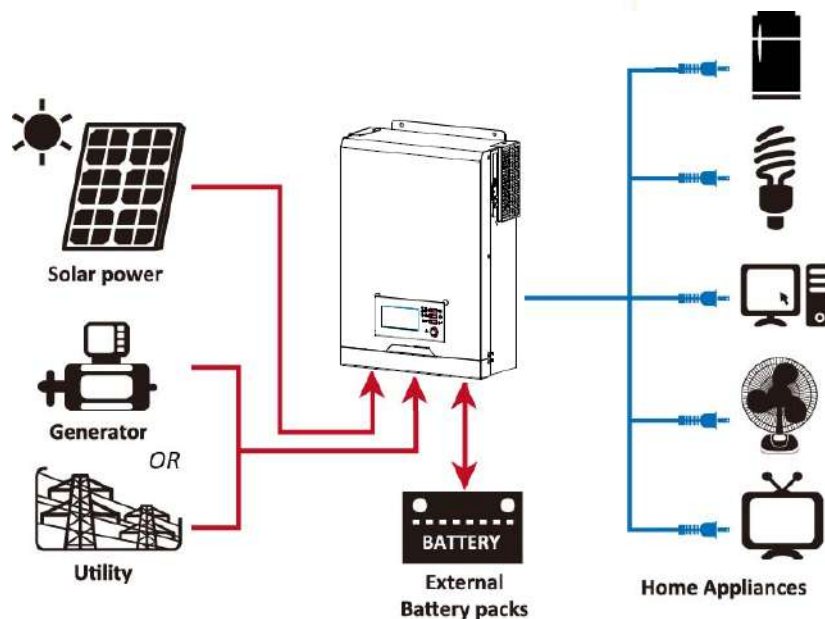 Solar power
Generator
OR
Utility
BATTERY
External
Battery packs
Home Appliances